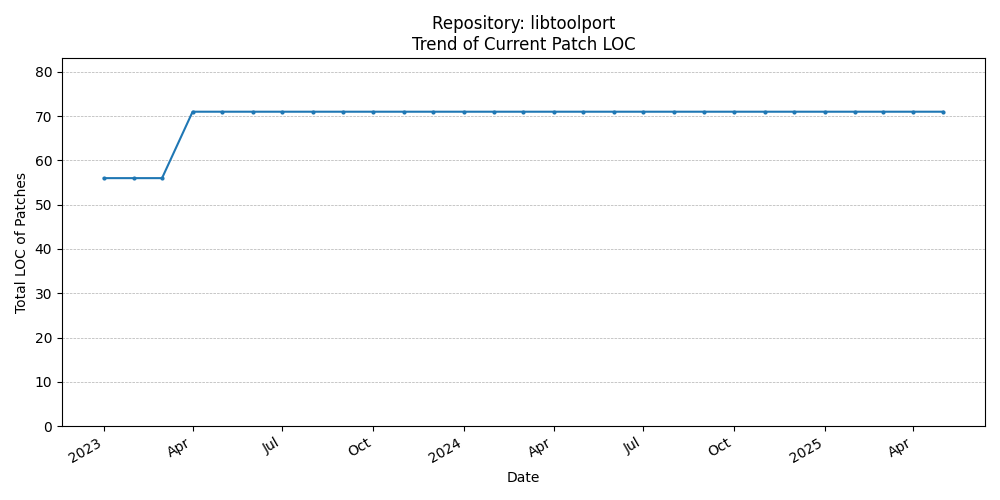 Repository: libtoolport
Trend of Current Patch LOC
80
70
60
50
40
30
20
10
0
Total LOC of Patches
2023
Apr
Jul
Oct
2024
Apr
Jul
Oct
2025
Apr
Date